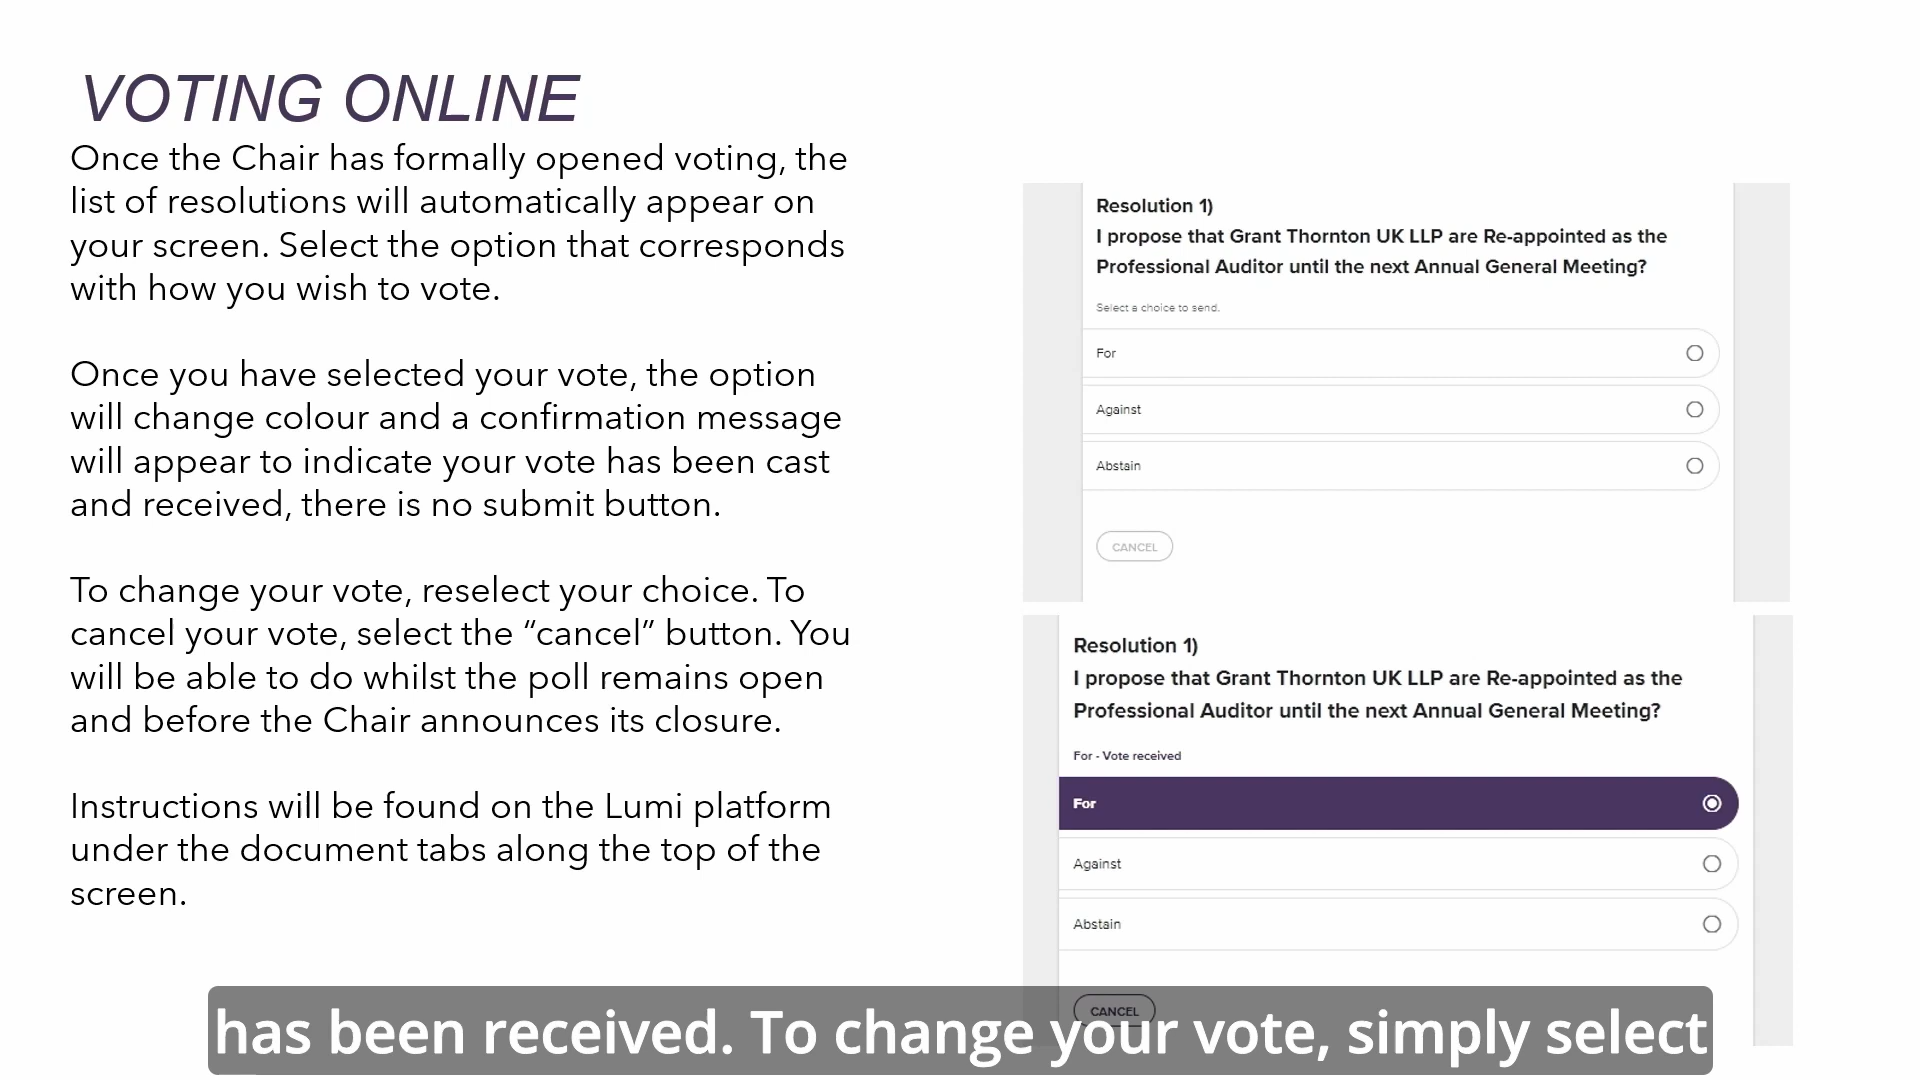 VOTING ONLINE
Once the Chair has formally opened voting, the
list of resolutions will automatically appear on
your screen. Select the option that corresponds
with how you wish to vote.
Once you have selected your vote, the option
will change colour and a confirmation message
will appear to indicate your vote has been cast
and received, there is no submit button.
To change your vote, reselect your choice. To
cancel your vote, select the “cancel” button. You
will be able to do whilst the poll remains open
and before the Chair announces its closure.
Instructions will be found on the Lumi platform
under the document tabs along the top of the
screen.
Resolution 1)
I propose that Grant Thornton UK LLP are Re-appointed as the
Professional Auditor until the next Annual General Meeting?
Select a choice to send.
For
Against
Abstain
CANCEL
Resolution 1)
I propose that Grant Thornton UK LLP are Re-appointed as the
Professional Auditor until the next Annual General Meeting?
For - Vote received
For
Against
Abstain
CANCEL
has been received. To change your vote, simply select